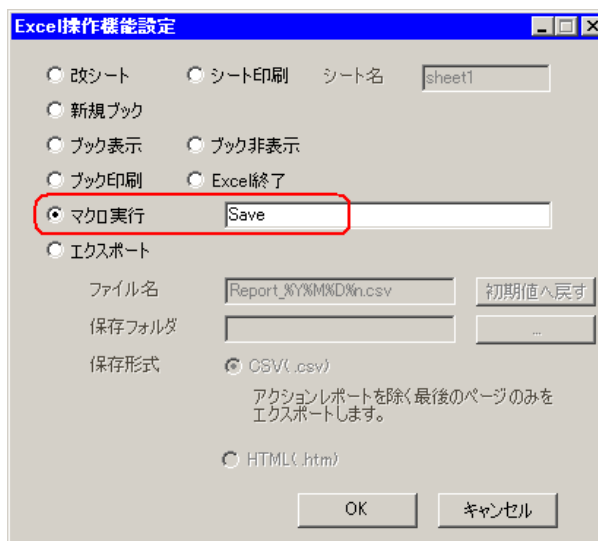 Excel操作機能設定
改シート シート印刷 シート名 sheet1
新規ブック
ブック表示 ブック非表示
ブック印刷 Excel終了
マクロ実行 Save
エクスポート
ファイル名 Report_%Y%M%D%n.csv 初期値へ戻す
保存フォルダ ...
保存形式 CSV(.csv)
アクションレポートを除く最後のページのみを
エクスポートします。
HTML(.htm)
OK キャンセル